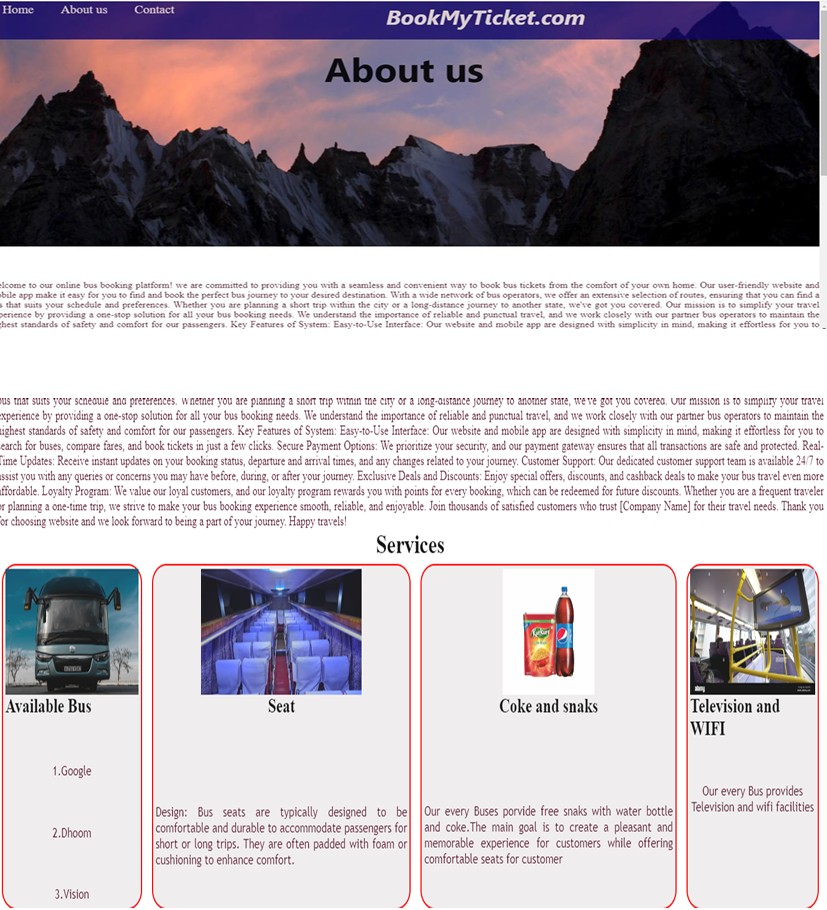 Home About us Contact BookMyTicket.com
About us
elcome to our online bus booking platform! we are committed to providing you with a seamless and convenient way to book bus tickets from the comfort of your own home. Our user-friendly website and
obile app make it easy for you to find and book the perfect bus journey to your desired destination. With a wide network of bus operators, we offer an extensive selection of routes, ensuring that you can find a
s that suits your schedule and preferences. Whether you are planning a short trip within the city or a long-distance journey to another state, we've got you covered. Our mission is to simplify your travel
perience by providing a one-stop solution for all your bus booking needs. We understand the importance of reliable and punctual travel, and we work closely with our partner bus operators to maintain the
ghest standards of safety and comfort for our passengers. Key Features of System: Easy-to-Use Interface: Our website and mobile app are designed with simplicity in mind, making it effortless for you to
bus that suits your schedule and preferences. Whether you are planning a short trip within the city or a long-distance journey to another state, we've got you covered. Our mission is to simplify your travel
experience by providing a one-stop solution for all your bus booking needs. We understand the importance of reliable and punctual travel, and we work closely with our partner bus operators to maintain the
highest standards of safety and comfort for our passengers. Key Features of System: Easy-to-Use Interface: Our website and mobile app are designed with simplicity in mind, making it effortless for you to
search for buses, compare fares, and book tickets in just a few clicks. Secure Payment Options: We prioritize your security, and our payment gateway ensures that all transactions are safe and protected. Real-
Time Updates: Receive instant updates on your booking status, departure and arrival times, and any changes related to your journey. Customer Support: Our dedicated customer support team is available 24/7 to
assist you with any queries or concerns you may have before, during, or after your journey. Exclusive Deals and Discounts: Enjoy special offers, discounts, and cashback deals to make your bus travel even more
affordable. Loyalty Program: We value our loyal customers, and our loyalty program rewards you with points for every booking, which can be redeemed for future discounts. Whether you are a frequent traveler
or planning a one-time trip, we strive to make your bus booking experience smooth, reliable, and enjoyable. Join thousands of satisfied customers who trust [Company Name] for their travel needs. Thank you
for choosing website and we look forward to being a part of your journey. Happy travels!
Services
Available Bus
1.Google
2.Dhoom
3.Vision
Seat
Design: Bus seats are typically designed to be
comfortable and durable to accommodate passengers for
short or long trips. They are often padded with foam or
cushioning to enhance comfort.
Coke and snaks
Our every Buses porvide free snaks with water bottle
and coke.The main goal is to create a pleasant and
memorable experience for customers while offering
comfortable seats for customer
alamy
Television and
WIFI
Our every Bus provides
Television and wifi facilities